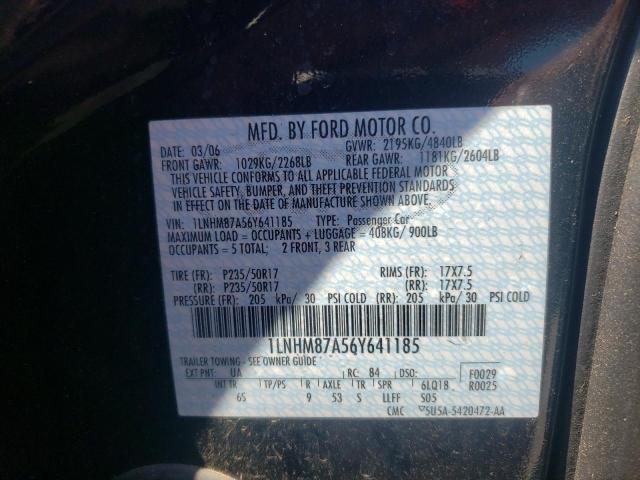 MFD. BY FORD MOTOR CO.
DATE: 03/06 GVWR: 2195KG/4840LB
FRONT GAWR: 1029KG/2268LB REAR GAWR: 1181KG/2604LB
THIS VEHICLE CONFORMS TO ALL APPLICABLE FEDERAL MOTOR
VEHICLE SAFETY, BUMPER, AND THEFT PREVENTION STANDARDS
IN EFFECT ON THE DATE OF MANUFACTURE SHOWN ABOVE.
VIN: 1LNHM87A56Y641185 TYPE: Passenger Car
MAXIMUM LOAD = OCCUPANTS + LUGGAGE = 408KG/ 900LB
OCCUPANTS = 5 TOTAL: 2 FRONT, 3 REAR
TIRE (FR): P235/50R17 RIMS (FR): 17X7.5
(RR): P235/50R17 (RR): 17X7.5
PRESSURE (FR): 205 kPa/ 30 PSI COLD (RR): 205 kPa/ 30 PSI COLD
1LNHM87A56Y641185
TRAILER TOWING - SEE OWNER GUIDE
EXT PNT: UA RC: 84 DSO: F0029
INT TR TP/PS R AXLE TR SPR 6LQ18 R0025
6S 9 53 S LLFF S05
CMC 5U5A-5420472-AA